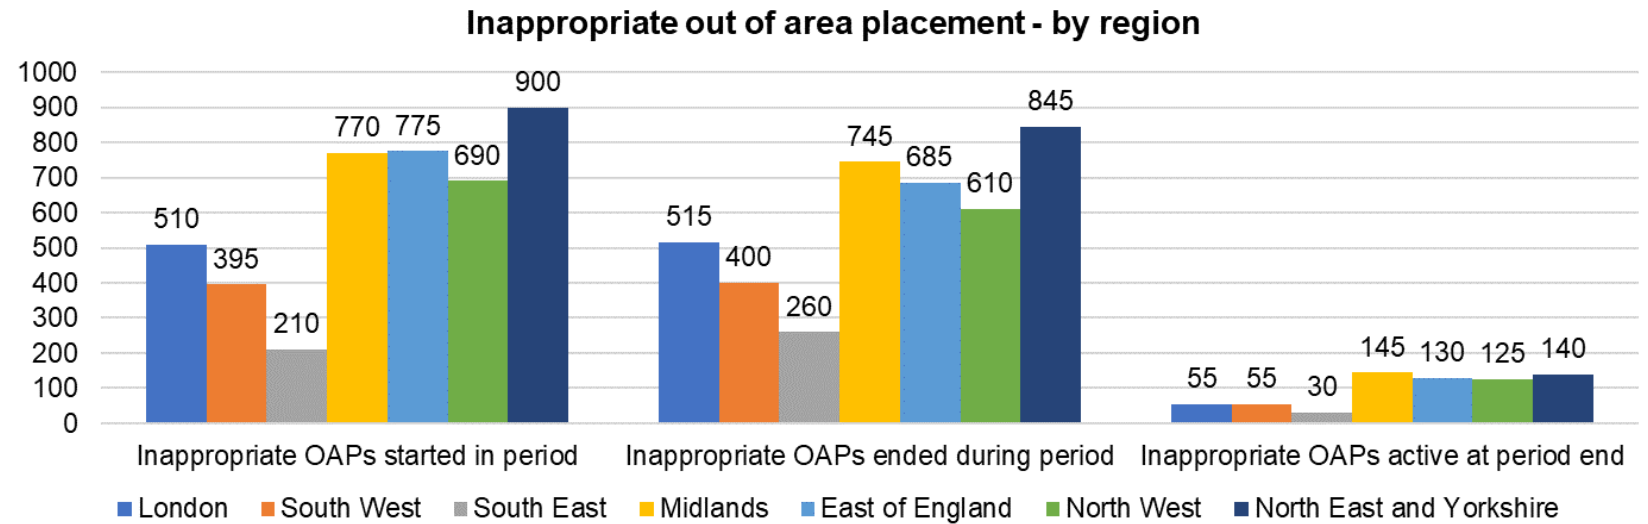 Inappropriate out of area placement - by region
1000
900
800
700
600
500
400
300
200
100
0
510
395
210
770
775
690
900
515
400
260
745
685
610
845
55
55
30
145
130
125
140
Inappropriate OAPs started in period
Inappropriate OAPs ended during period
Inappropriate OAPs active at period end
London
South West
South East
Midlands
East of England
North West
North East and Yorkshire